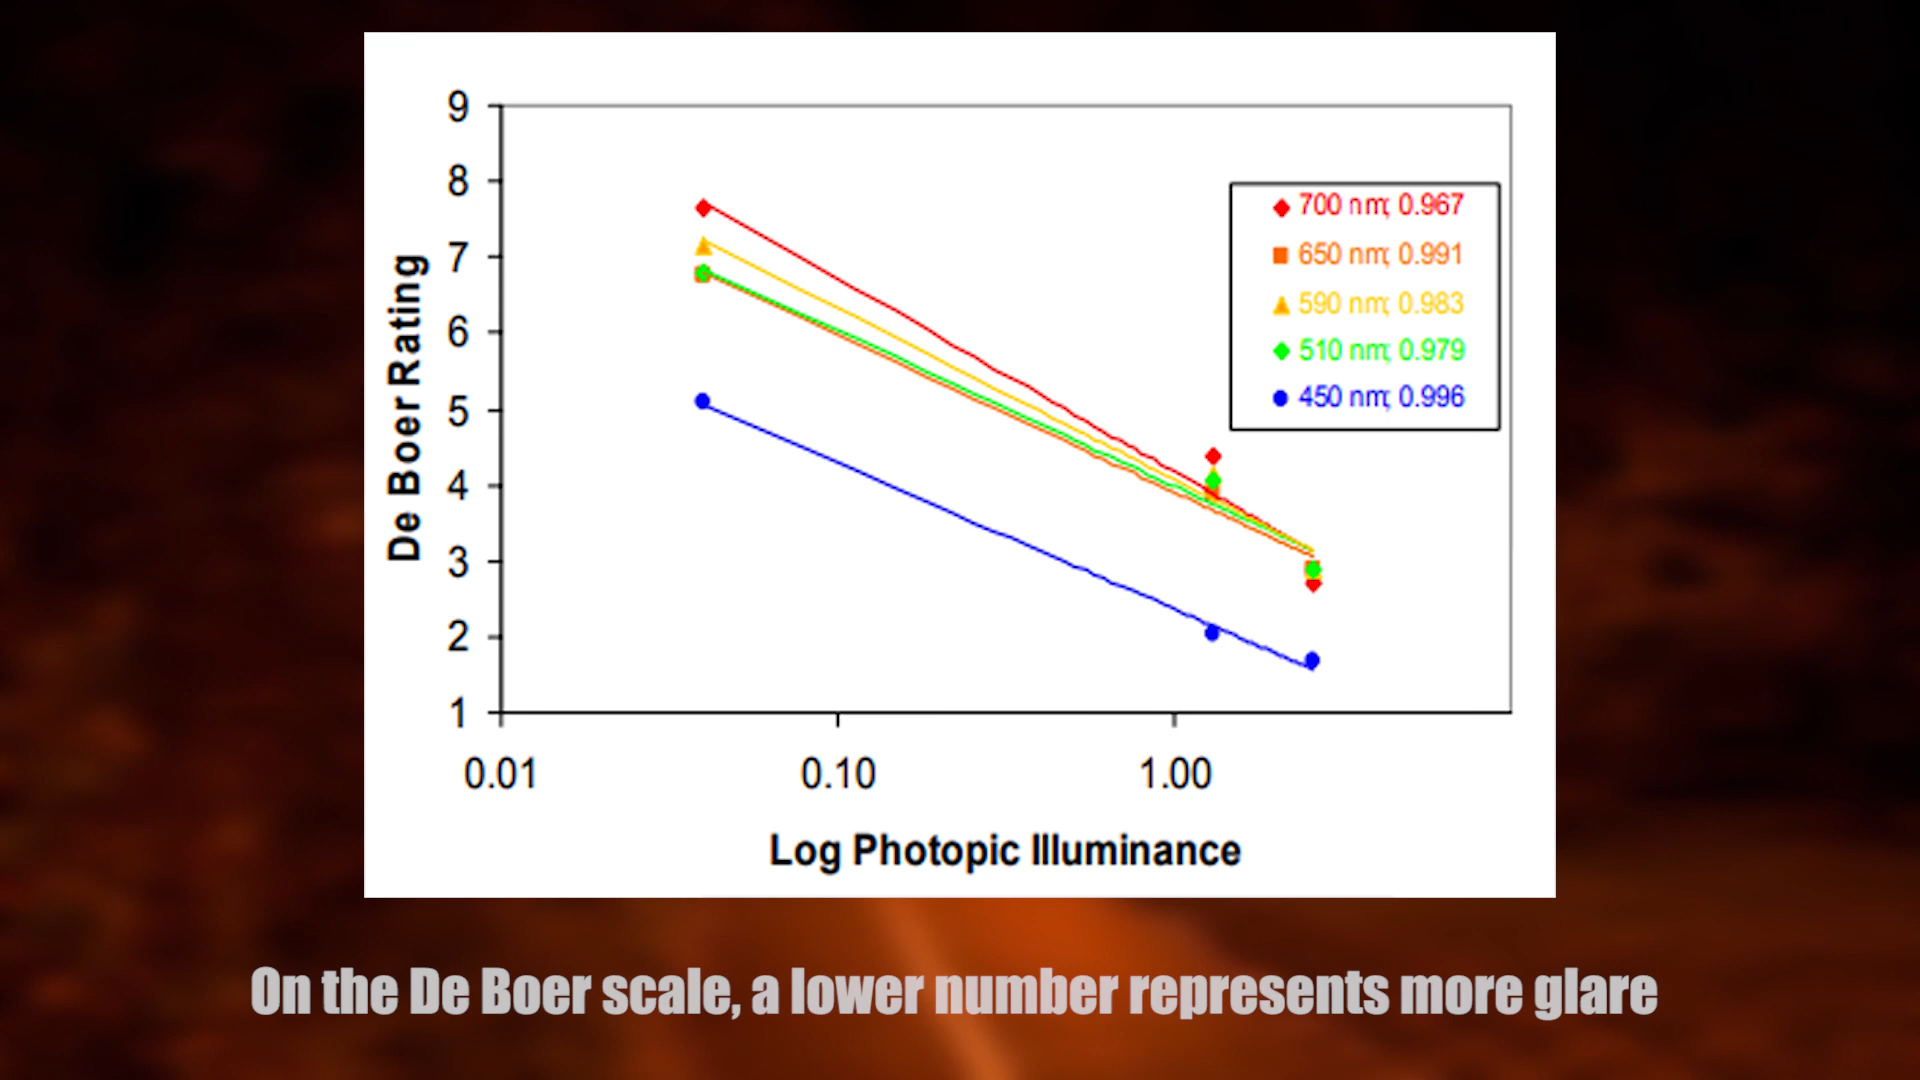 9
8
7
6
5
4
3
2
1
De Boer Rating
700 nm; 0.967
650 nm; 0.991
590 nm; 0.983
510 nm; 0.979
450 nm; 0.996
0.01 0.10 1.00
Log Photopic Illuminance
On the De Boer scale, a lower number represents more glare